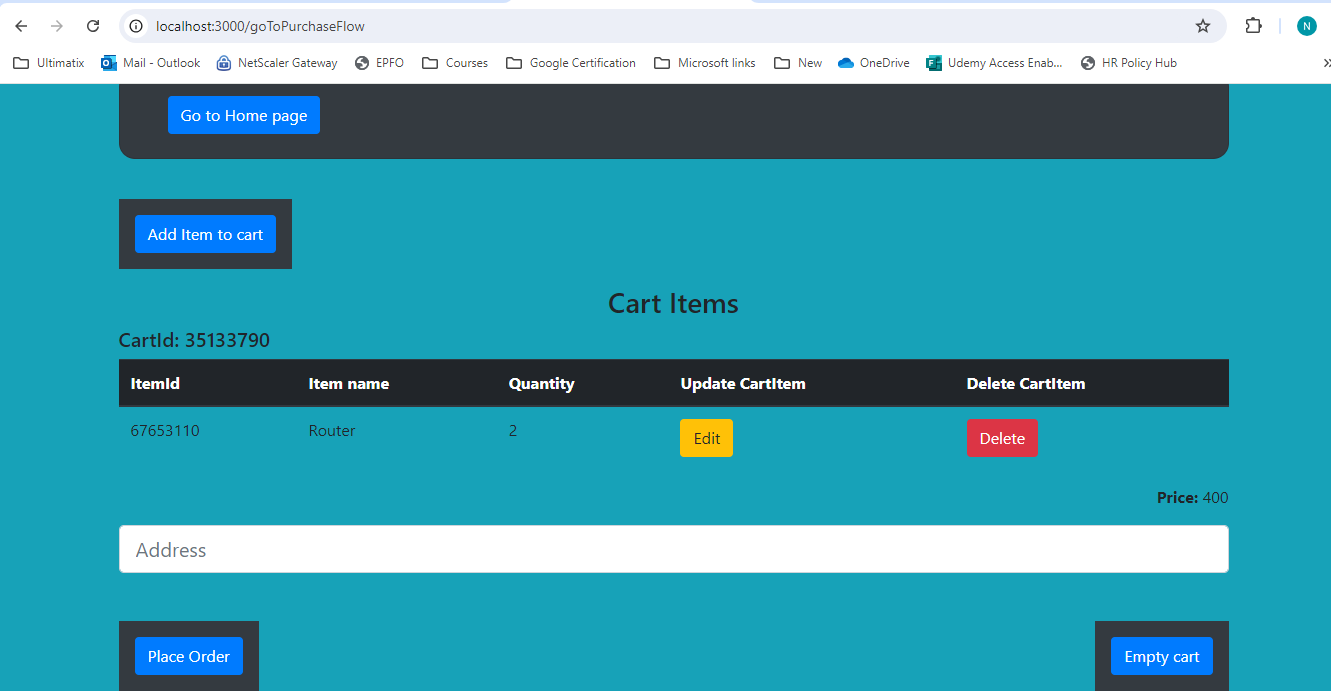 localhost:3000/goToPurchaseFlow
N
Ultimatix Mail - Outlook NetScaler Gateway EPFO Courses Google Certification Microsoft links New OneDrive Udemy Access Enab... HR Policy Hub »
Go to Home page
Add Item to cart
Cart Items
CartId: 35133790
ItemId Item name Quantity Update CartItem Delete CartItem
67653110 Router 2 Edit Delete
Price: 400
Address
Place Order Empty cart